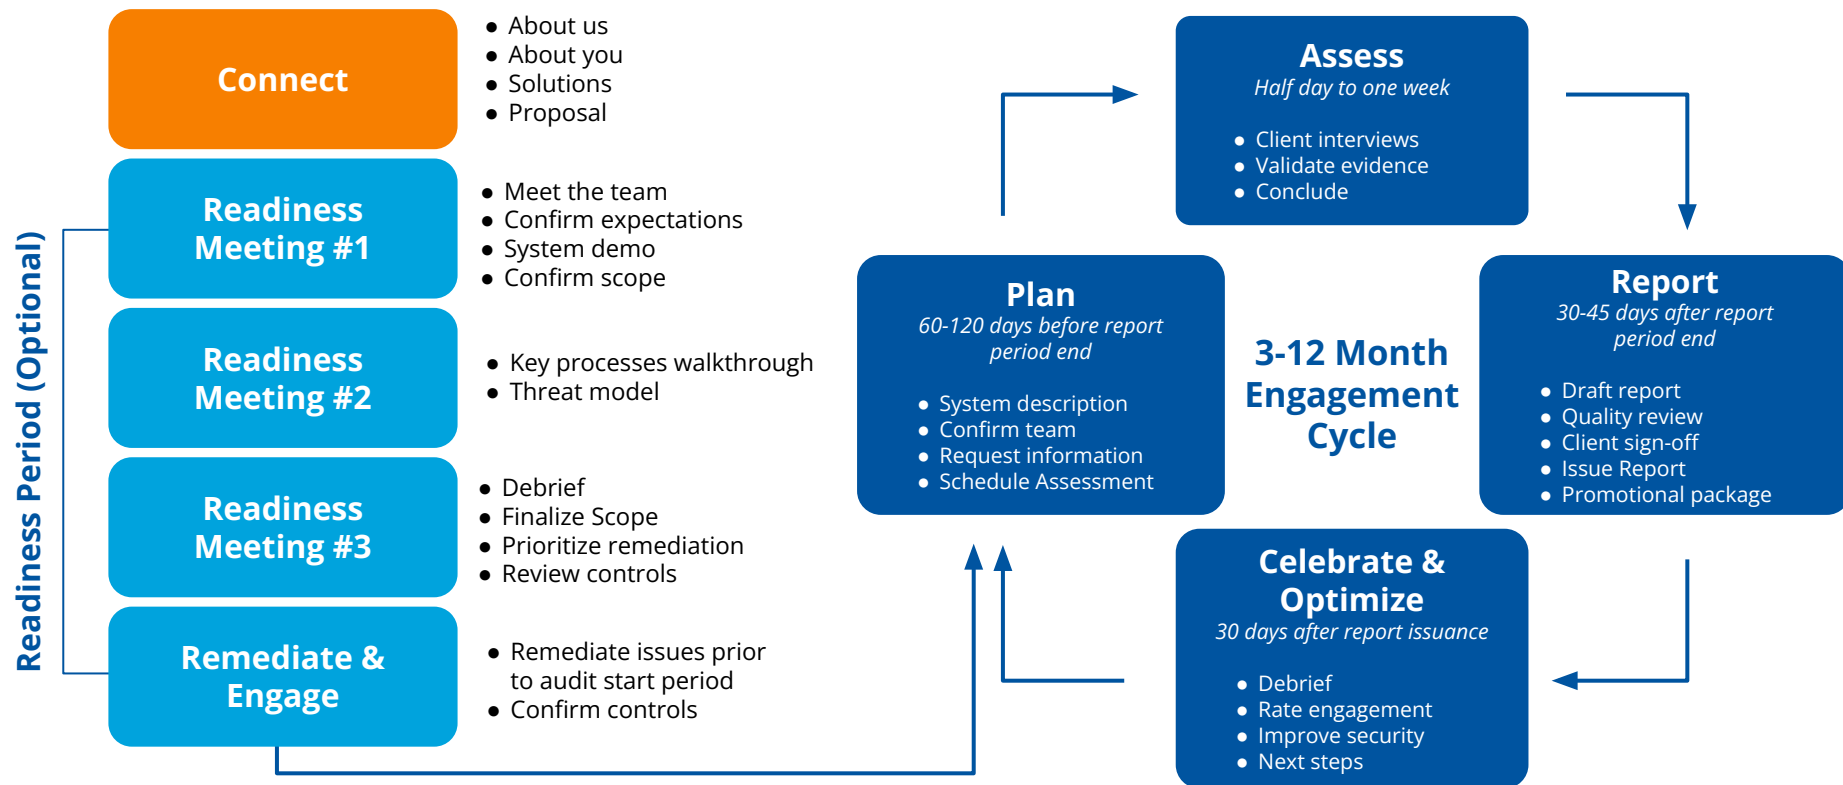 Readiness Period (Optional)
Connect
● About us
● About you
● Solutions
● Proposal
Readiness
Meeting #1
● Meet the team
● Confirm expectations
● System demo
● Confirm scope
Readiness
Meeting #2
● Key processes walkthrough
● Threat model
Readiness
Meeting #3
● Debrief
● Finalize Scope
● Prioritize remediation
● Review controls
Remediate &
Engage
● Remediate issues prior
to audit start period
● Confirm controls
3-12 Month
Engagement
Cycle
Plan
60-120 days before report
period end
● System description
● Confirm team
● Request information
● Schedule Assessment
Assess
Half day to one week
● Client interviews
● Validate evidence
● Conclude
Report
30-45 days after report
period end
● Draft report
● Quality review
● Client sign-off
● Issue Report
● Promotional package
Celebrate &
Optimize
30 days after report issuance
● Debrief
● Rate engagement
● Improve security
● Next steps